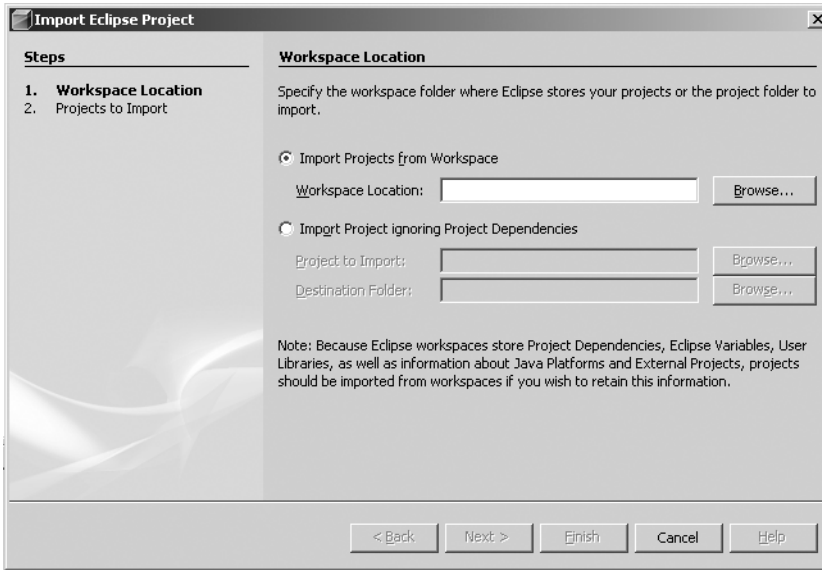 Import Eclipse Project
Steps
1. Workspace Location
2. Projects to Import
Workspace Location
Specify the workspace folder where Eclipse stores your projects or the project folder to
import.
Import Projects from Workspace
Workspace Location:
Browse...
Import Project ignoring Project Dependencies
Project to Import:
Browse...
Destination Folder:
Browse...
Note: Because Eclipse workspaces store Project Dependencies, Eclipse Variables, User
Libraries, as well as information about Java Platforms and External Projects, projects
should be imported from workspaces if you wish to retain this information.
< Back Next > Finish Cancel Help